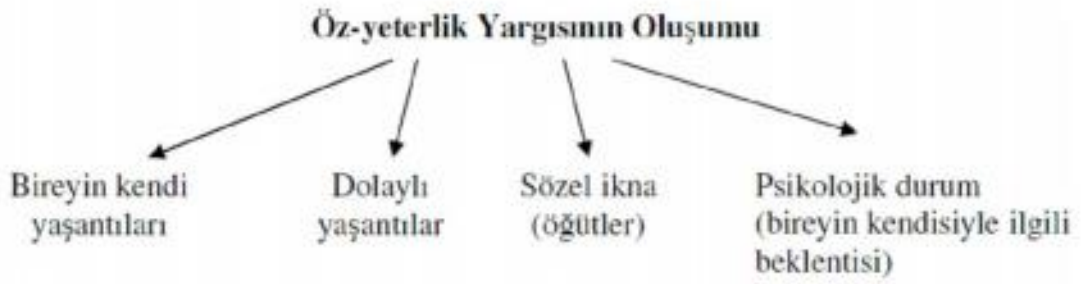 Öz-yeterlik Yargısının Oluşumu
Bireyin kendi
yaşantıları
Dolaylı
yaşantılar
Sözel ikna
(öğütler)
Psikolojik durum
(bireyin kendisiyle ilgili
beklentisi)